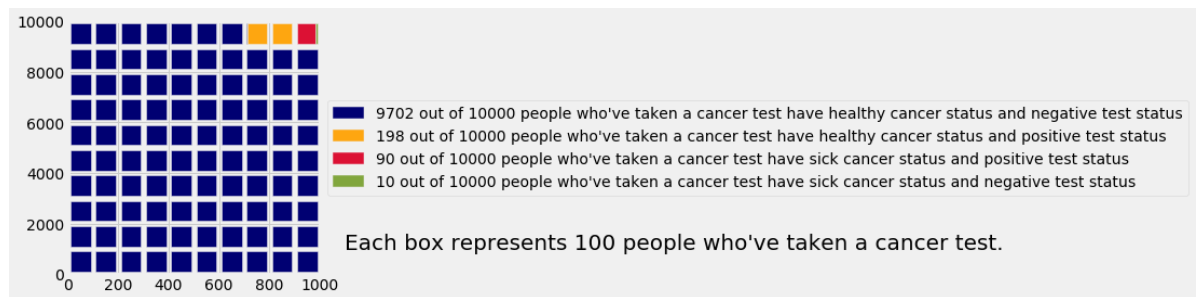 10000
8000
6000
4000
2000
0
0 200 400 600 800 1000
9702 out of 10000 people who've taken a cancer test have healthy cancer status and negative test status
198 out of 10000 people who've taken a cancer test have healthy cancer status and positive test status
90 out of 10000 people who've taken a cancer test have sick cancer status and positive test status
10 out of 10000 people who've taken a cancer test have sick cancer status and negative test status
Each box represents 100 people who've taken a cancer test.